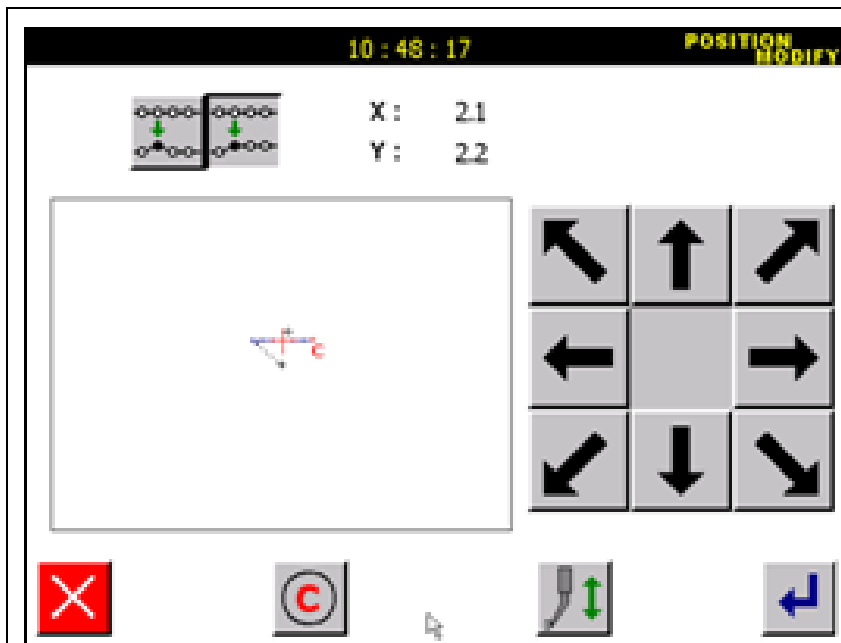 10 : 48 : 17
POSITION
MODIFY
X : 2.1
Y : 2.2
C
C